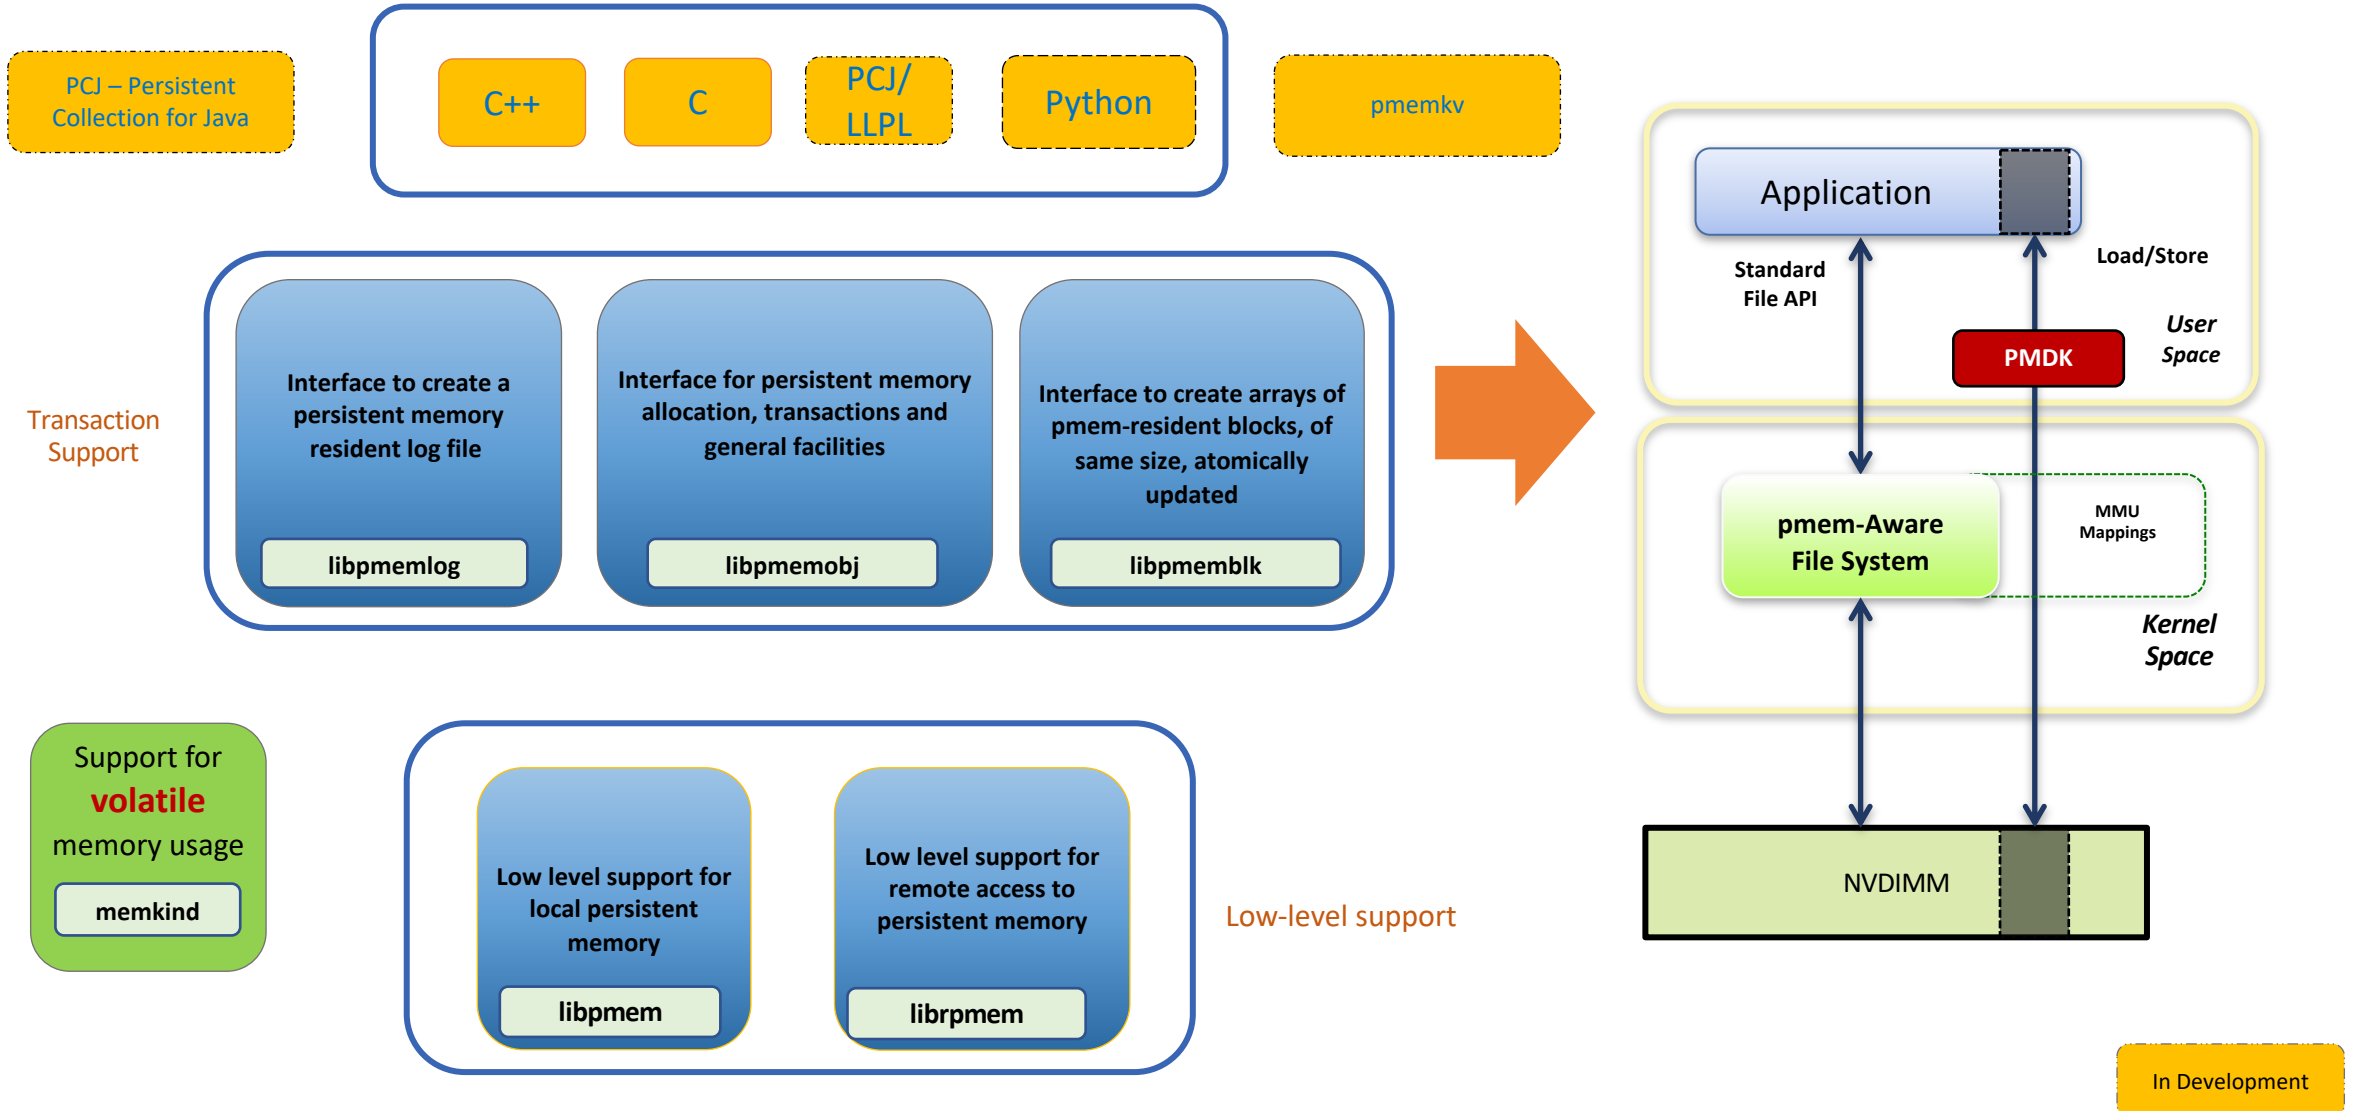 PCJ – Persistent
Collection for Java
C++
C
PCJ/
LLPL
Python
pmemkv
Transaction
Support
Interface to create a
persistent memory
resident log file
libpmemlog
Interface for persistent memory
allocation, transactions and
general facilities
libpmemobj
Interface to create arrays of
pmem-resident blocks, of
same size, atomically
updated
libpmemblk
Support for
volatile
memory usage
memkind
Low level support for
local persistent
memory
libpmem
Low level support for
remote access to
persistent memory
librpmem
Low-level support
Application
Standard
File API
Load/Store
User
Space
PMDK
pmem-Aware
File System
MMU
Mappings
Kernel
Space
NVDIMM
In Development